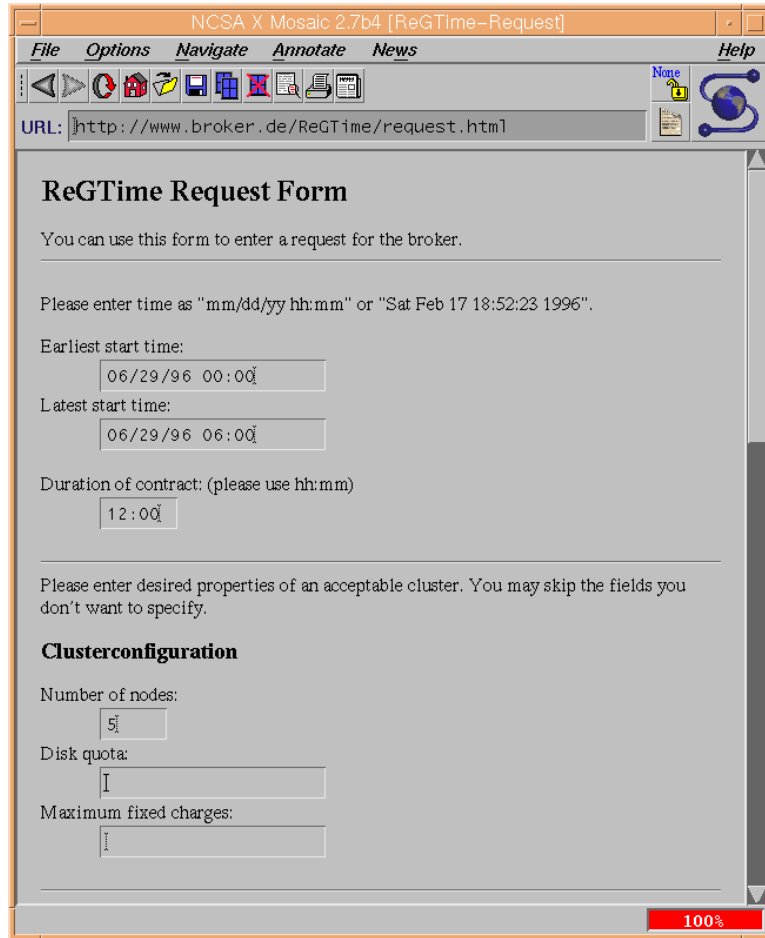 NCSA X Mosaic 2.7b4 [ReGTime-Request]
File Options Navigate Annotate News Help
None
URL: http://www.broker.de/ReGTime/request.html
ReGTime Request Form
You can use this form to enter a request for the broker.
Please enter time as "mm/dd/yy hh:mm" or "Sat Feb 17 18:52:23 1996".
Earliest start time:
06/29/96 00:00
Latest start time:
06/29/96 06:00
Duration of contract: (please use hh:mm)
12:00
Please enter desired properties of an acceptable cluster. You may skip the fields you
don't want to specify.
Clusterconfiguration
Number of nodes:
5
Disk quota:
Maximum fixed charges:
100%